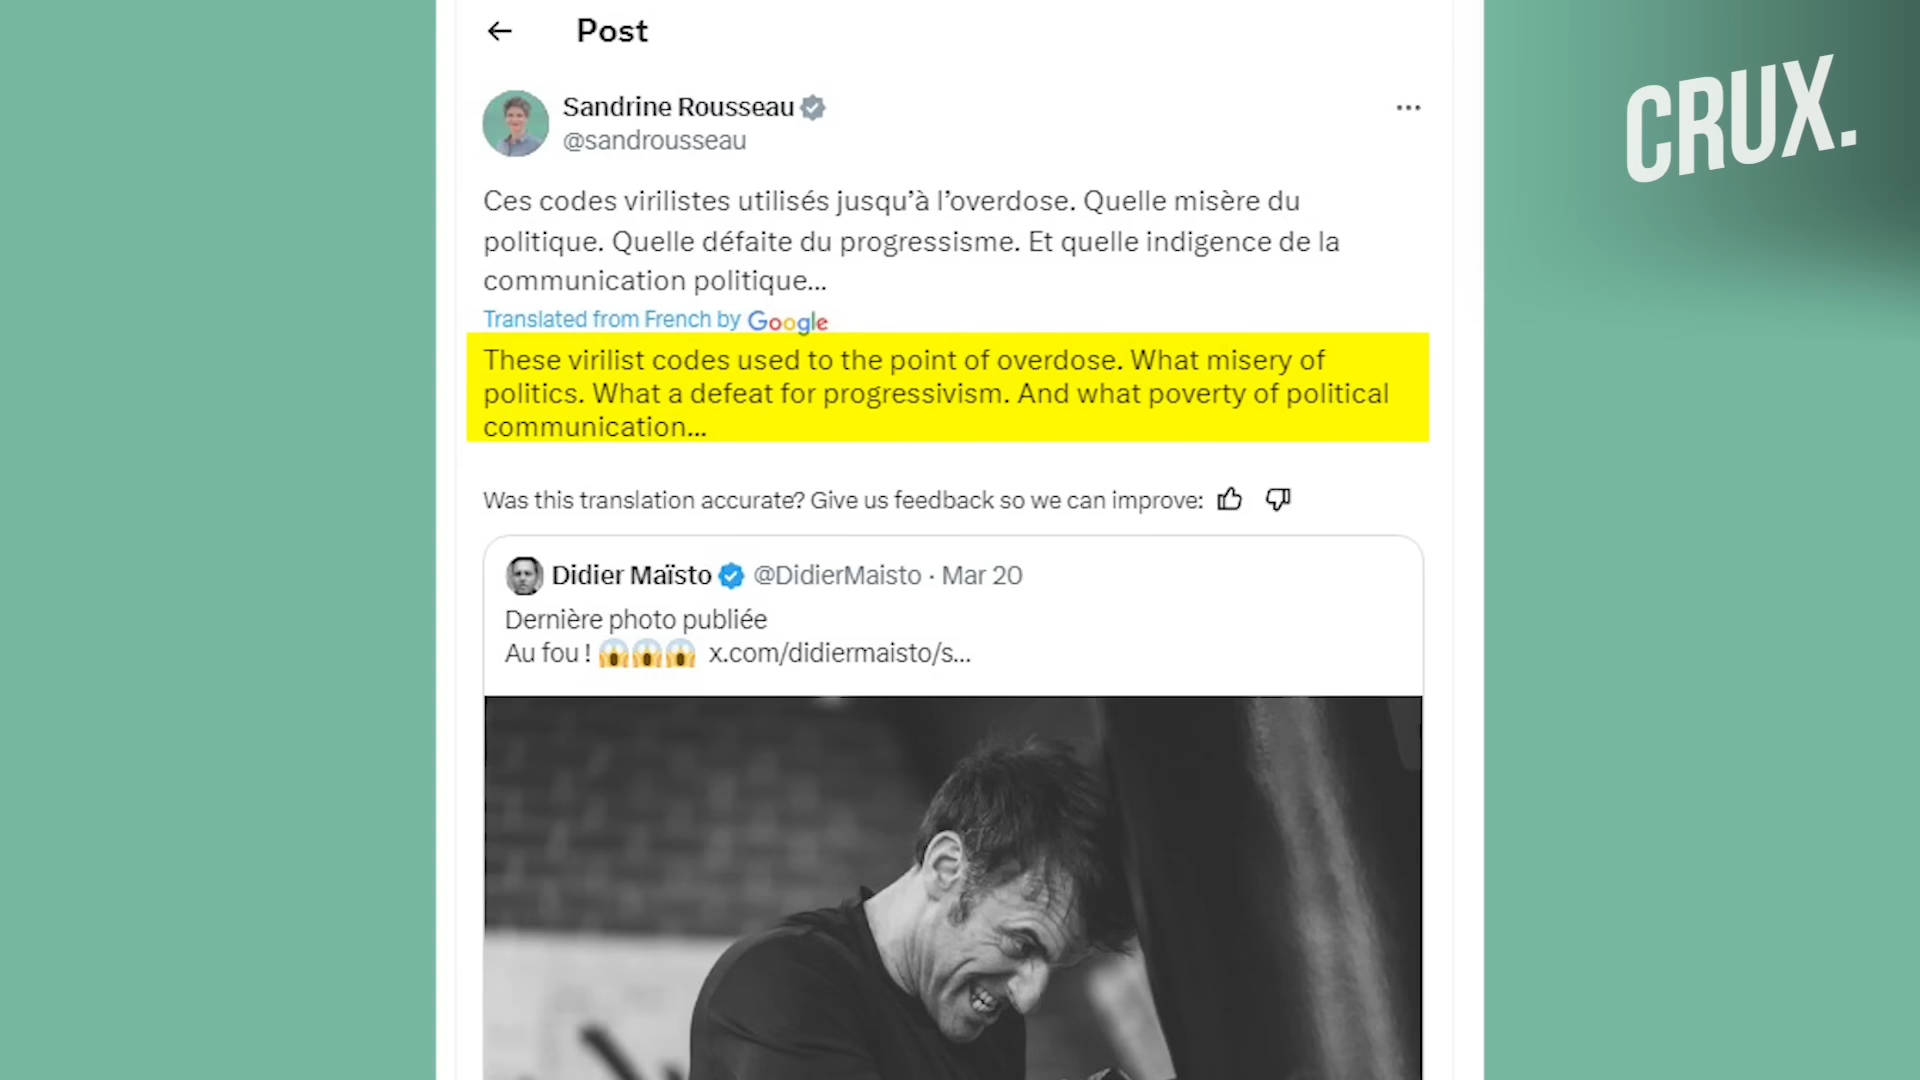 Post
CRUX.
Sandrine Rousseau
@sandrousseau
Ces codes virilistes utilisés jusqu’à l’overdose. Quelle misère du
politique. Quelle défaite du progressisme. Et quelle indigence de la
communication politique...
Translated from French by Google
These virilist codes used to the point of overdose. What misery of
politics. What a defeat for progressivism. And what poverty of political
communication...
Was this translation accurate? Give us feedback so we can improve:
Didier Maïsto @DidierMaisto · Mar 20
Dernière photo publiée
Au fou ! 😱😱😱 x.com/didiermaisto/s...